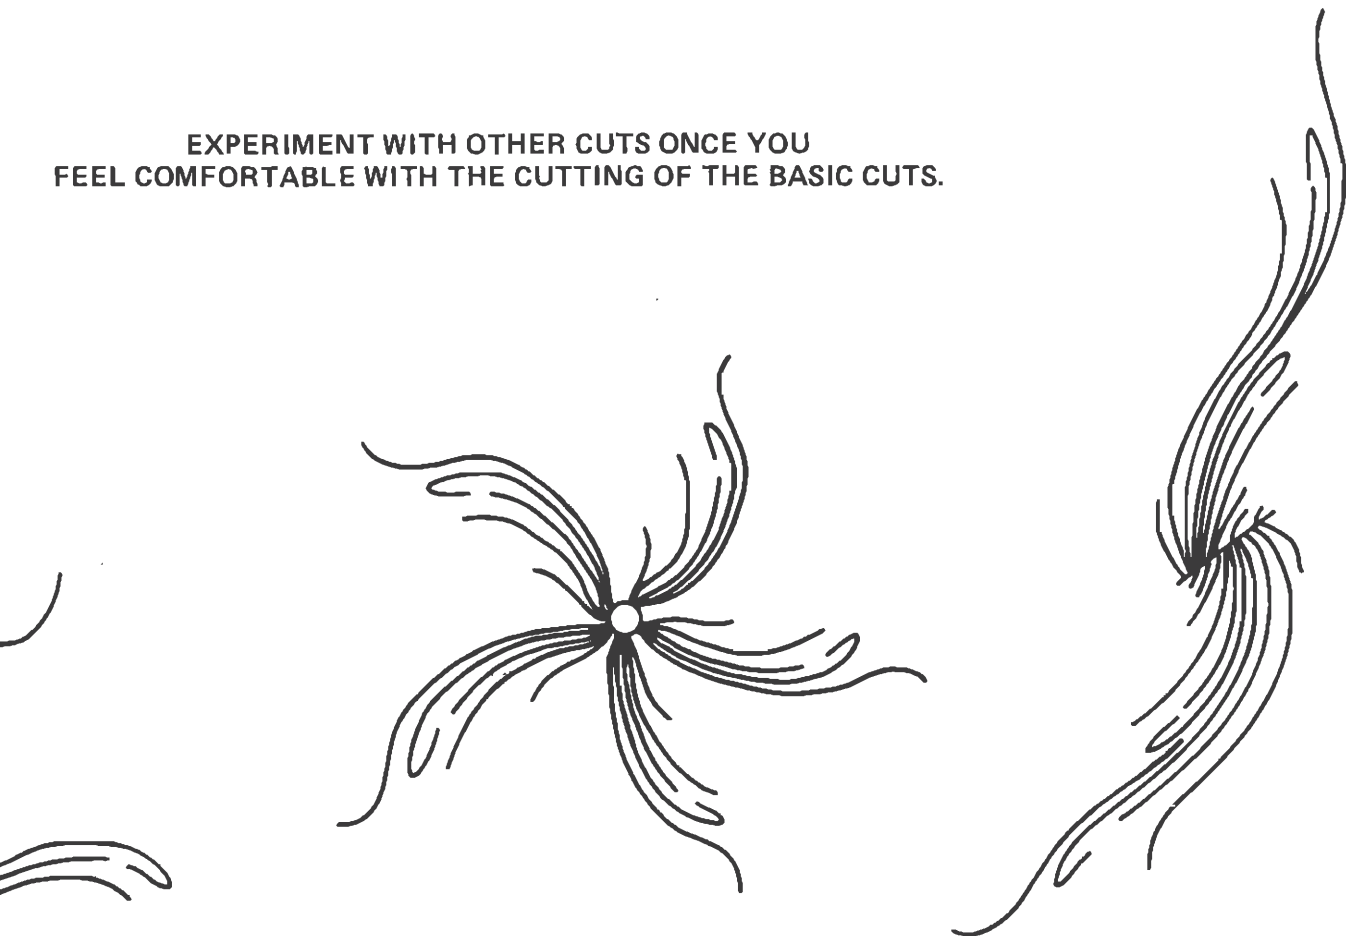 EXPERIMENT WITH OTHER CUTS ONCE YOU
FEEL COMFORTABLE WITH THE CUTTING OF THE BASIC CUTS.